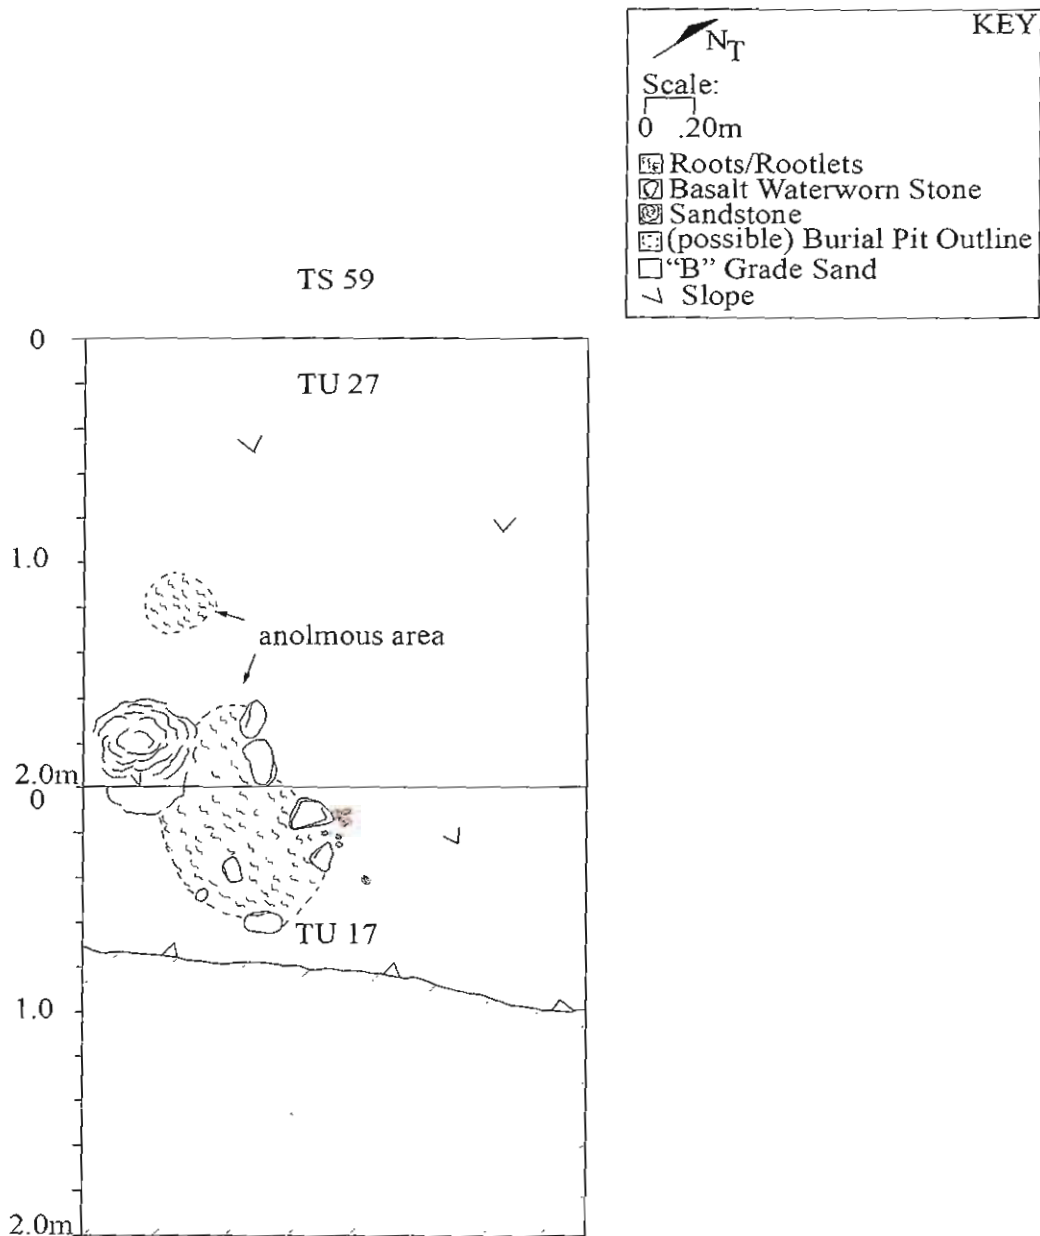 KEY
N T
Scale:
0 .20m
Roots/Rootlets
Basalt Waterworn Stone
Sandstone
(possible) Burial Pit Outline
"B" Grade Sand
Slope
TS 59
0
TU 27
1.0
anolmous area
2.0m
0
TU 17
1.0
2.0m